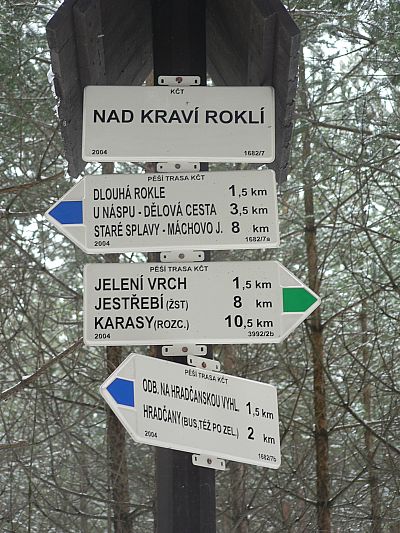 KČT
NAD KRAVÍ ROKLÍ
2004 1682/7
PĚŠÍ TRASA KČT
DLOUHÁ ROKLE 1,5 km
U NÁSPU - DĚLOVÁ CESTA 3,5 km
STARÉ SPLAVY - MÁCHOVO J. 8 km
2004 1682/7a
PĚŠÍ TRASA KČT
JELENÍ VRCH 1,5 km
JESTŘEBÍ (ŽST) 8 km
KARASY (ROZC.) 10,5 km
2004 3992/2b
PĚŠÍ TRASA KČT
ODB. NA HRADČANSKOU VYHL. 1,5 km
HRADČANY (BUS, TÉŽ PO ZEL.) 2 km
2004 1682/7b